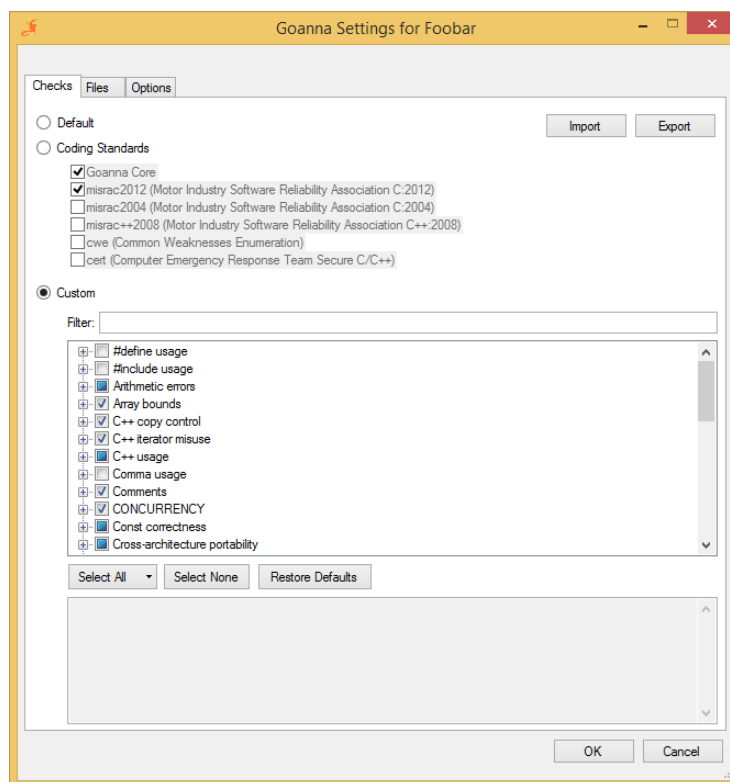 Goanna Settings for Foobar
Checks Files Options
Default
Import Export
Coding Standards
Goanna Core
misrac2012 (Motor Industry Software Reliability Association C:2012)
misrac2004 (Motor Industry Software Reliability Association C:2004)
misrac++2008 (Motor Industry Software Reliability Association C++:2008)
cwe (Common Weaknesses Enumeration)
cert (Computer Emergency Response Team Secure C/C++)
Custom
Filter:
#define usage
#include usage
Arithmetic errors
Array bounds
C++ copy control
C++ iterator misuse
C++ usage
Comma usage
Comments
CONCURRENCY
Const correctness
Cross-architecture portability
Select All Select None Restore Defaults
OK Cancel